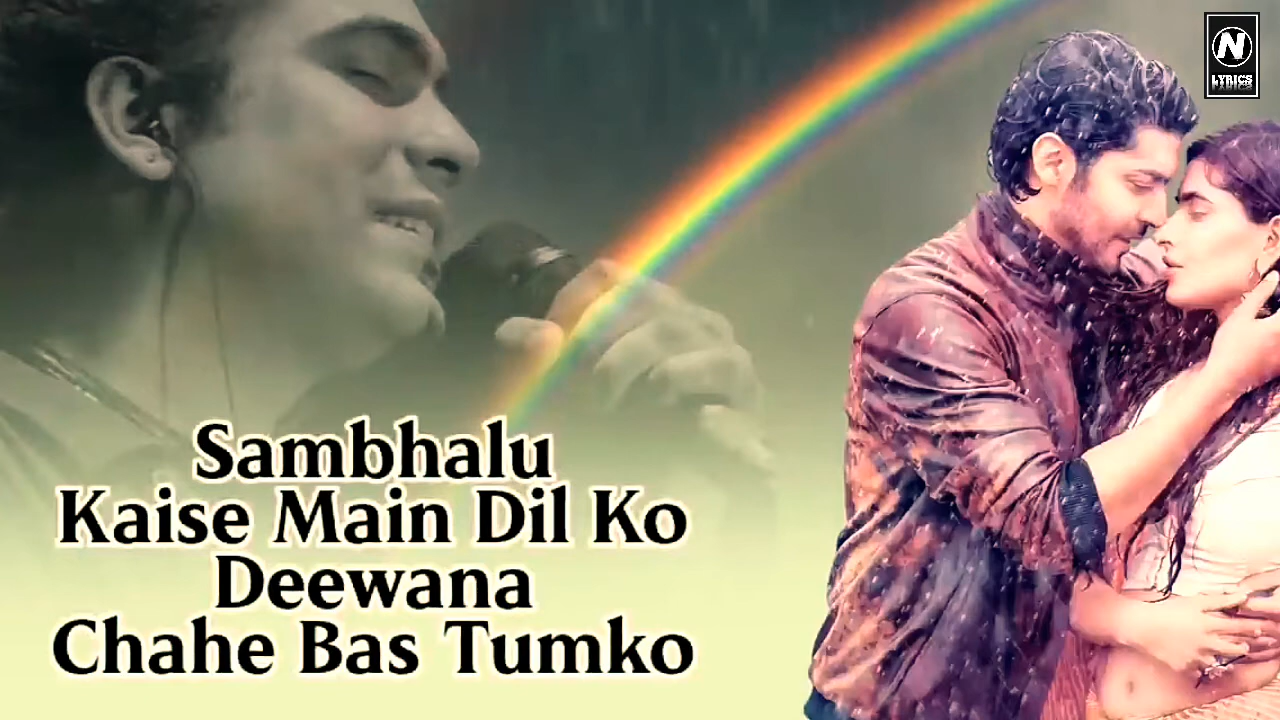 N
LYRICS
Sambhalu
Kaise Main Dil Ko
Deewana
Chahe Bas Tumko